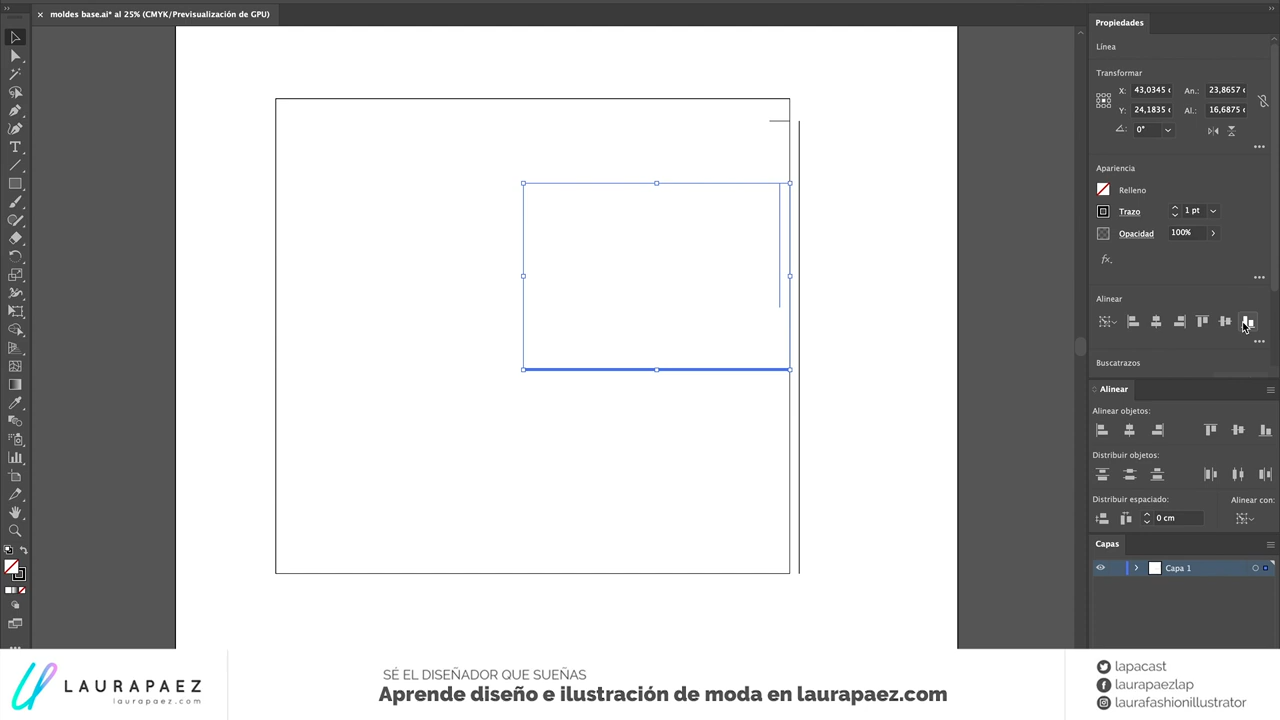 moldes base.ai* al 25% (CMYK/Previsualización de GPU)
Propiedades
Línea
Transformar
X: 43,0345 An.: 23,8657
Y: 24,1835 Al.: 16,6875
0°
Apariencia
Relleno
Trazo 1 pt
Opacidad 100%
fx.
Alinear
Buscatrazos
Alinear
Alinear objetos:
Distribuir objetos:
Distribuir espaciado: Alinear con:
0 cm
Capas
Capa 1
LAURAPAEZ
laurapaez.com
SÉ EL DISEÑADOR QUE SUEÑAS
Aprende diseño e ilustración de moda en laurapaez.com
lapacast
laurapaezlap
laurafashionillustrator